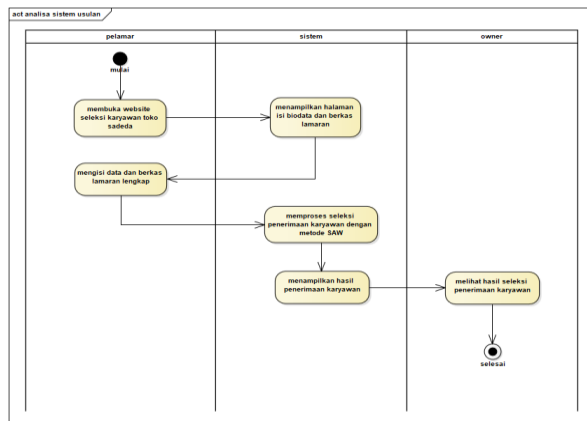 act analisa sistem usulan
pelamar
sistem
owner
mulai
membuka website
seleksi karyawan toko
sadeda
menampilkan halaman
isi biodata dan berkas
lamaran
mengisi data dan berkas
lamaran lengkap
memproses seleksi
penerimaan karyawan dengan
metode SAW
menampilkan hasil
penerimaan karyawan
melihat hasil seleksi
penerimaan karyawan
selesai